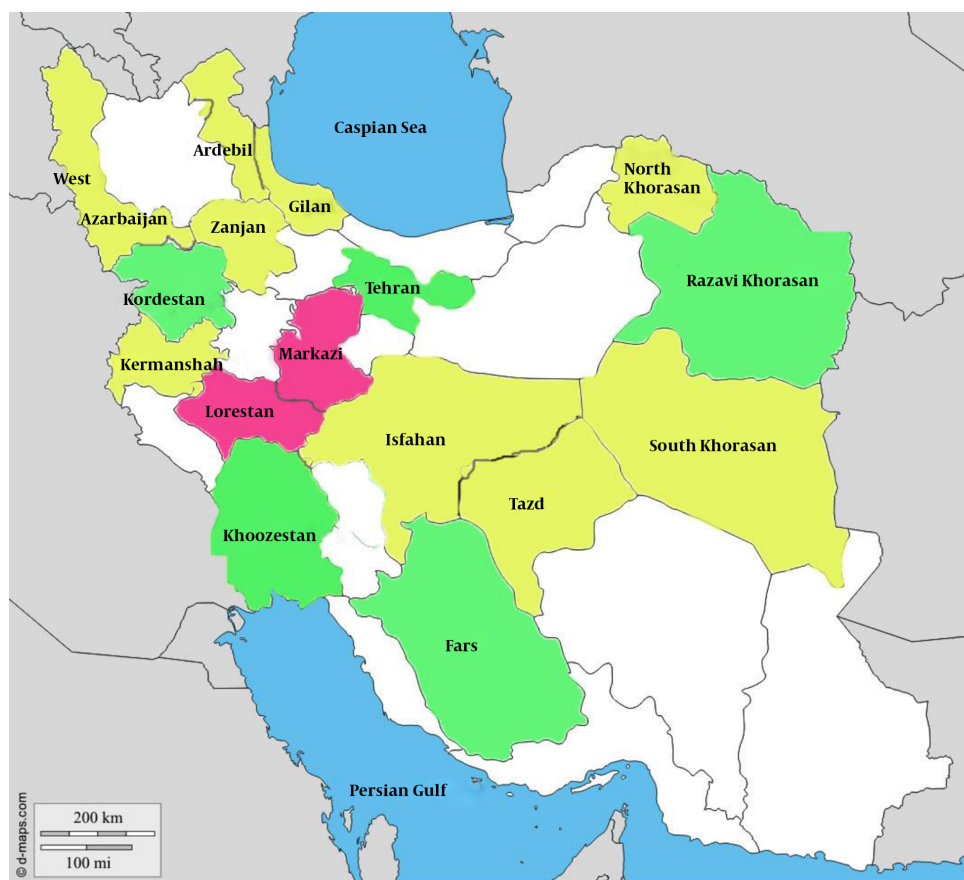 Caspian Sea
North
Khorasan
Ardebil
West
Azarbaijan
Gilan
Zanjan
Razavi Khorasan
Tehran
Kordestan
Markazi
Kermanshah
Lorestan
Isfahan
South Khorasan
Tazd
Khoozestan
Fars
Persian Gulf
200 km
100 mi
© d-maps.com